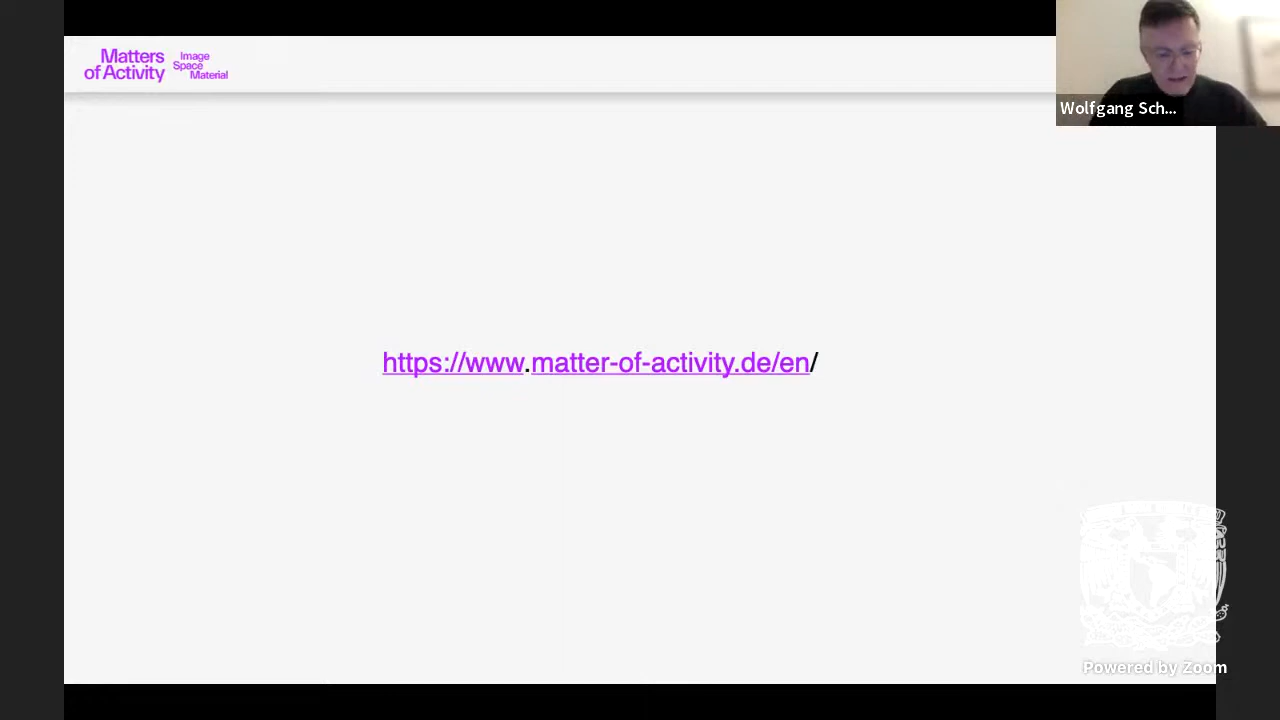 Matters
of Activity
Image
Space
Material
Wolfgang Sch...
https://www.matter-of-activity.de/en/
Powered by Zoom